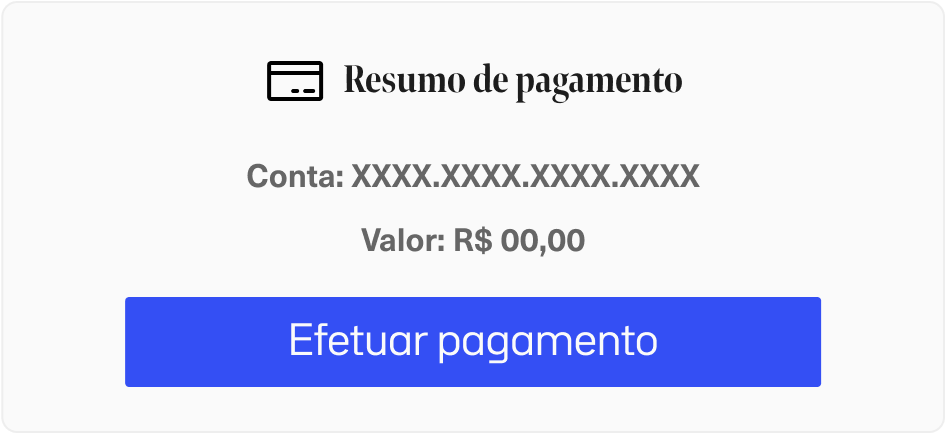 Resumo de pagamento
Conta: XXXX.XXXX.XXXX.XXXX
Valor: R$ 00,00
Efetuar pagamento